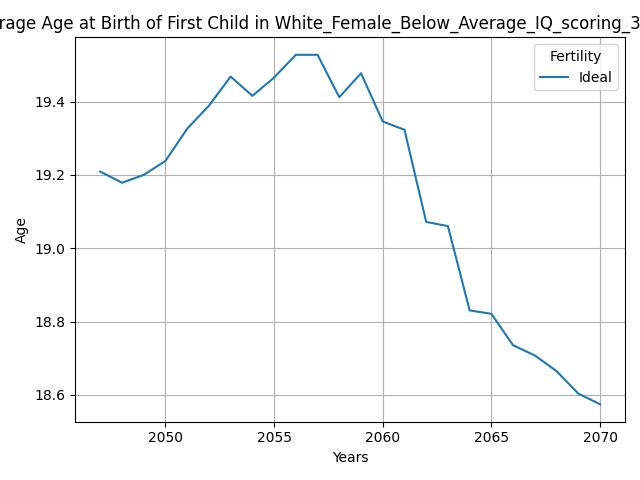 rage Age at Birth of First Child in White_Female_Below_Average_IQ_scoring_3
Fertility
Ideal
19.4
19.2
19.0
18.8
18.6
Age
2050 2055 2060 2065 2070
Years